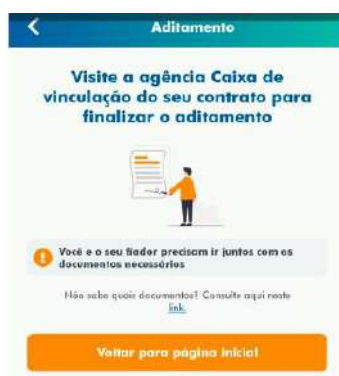 Aditamento
Visite a agência Caixa de
vinculação do seu contrato para
finalizar o aditamento
Você e o seu fiador precisam ir juntos com os
documentos necessários
Não sabe quais documentos? Consulte aqui neste
link.
Voltar para página inicial